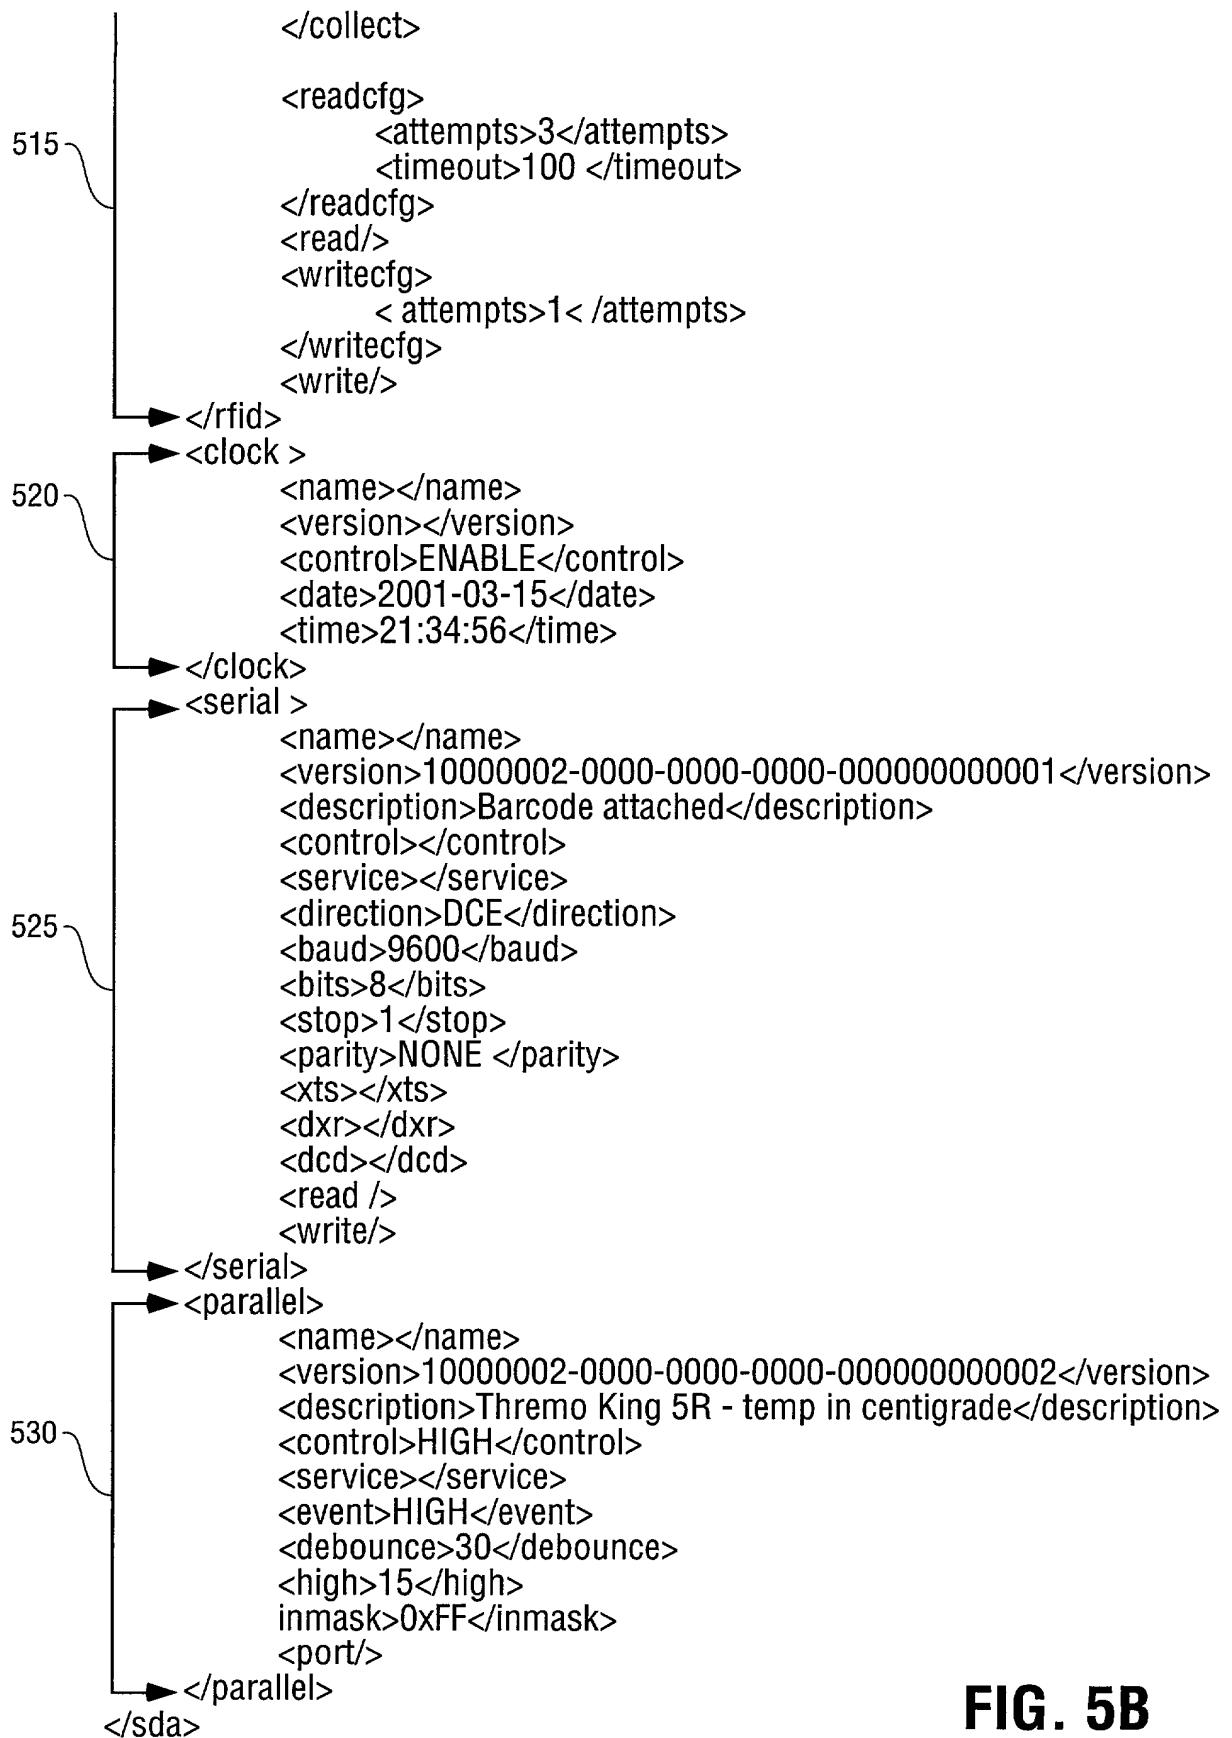 </collect>
<readcfg>
<attempts>3</attempts>
515
<timeout>100 </timeout>
</readcfg>
<read/>
<writecfg>
< attempts>1< /attempts>
</writecfg>
<write/>
</rfid>
<clock >
520
<name></name>
<version></version>
<control>ENABLE</control>
<date>2001-03-15</date>
<time>21:34:56</time>
</clock>
<serial >
<name></name>
<version>10000002-0000-0000-0000-000000000001</version>
<description>Barcode attached</description>
<control></control>
<service></service>
<direction>DCE</direction>
525
<baud>9600</baud>
<bits>8</bits>
<stop>1</stop>
<parity>NONE </parity>
<xts></xts>
<dxr></dxr>
<dcd></dcd>
<read />
<write/>
</serial>
<parallel>
<name></name>
<version>10000002-0000-0000-0000-000000000002</version>
<description>Thremo King 5R - temp in centigrade</description>
530
<control>HIGH</control>
<service></service>
<event>HIGH</event>
<debounce>30</debounce>
<high>15</high>
inmask>0xFF</inmask>
<port/>
</parallel>
</sda>
FIG. 5B